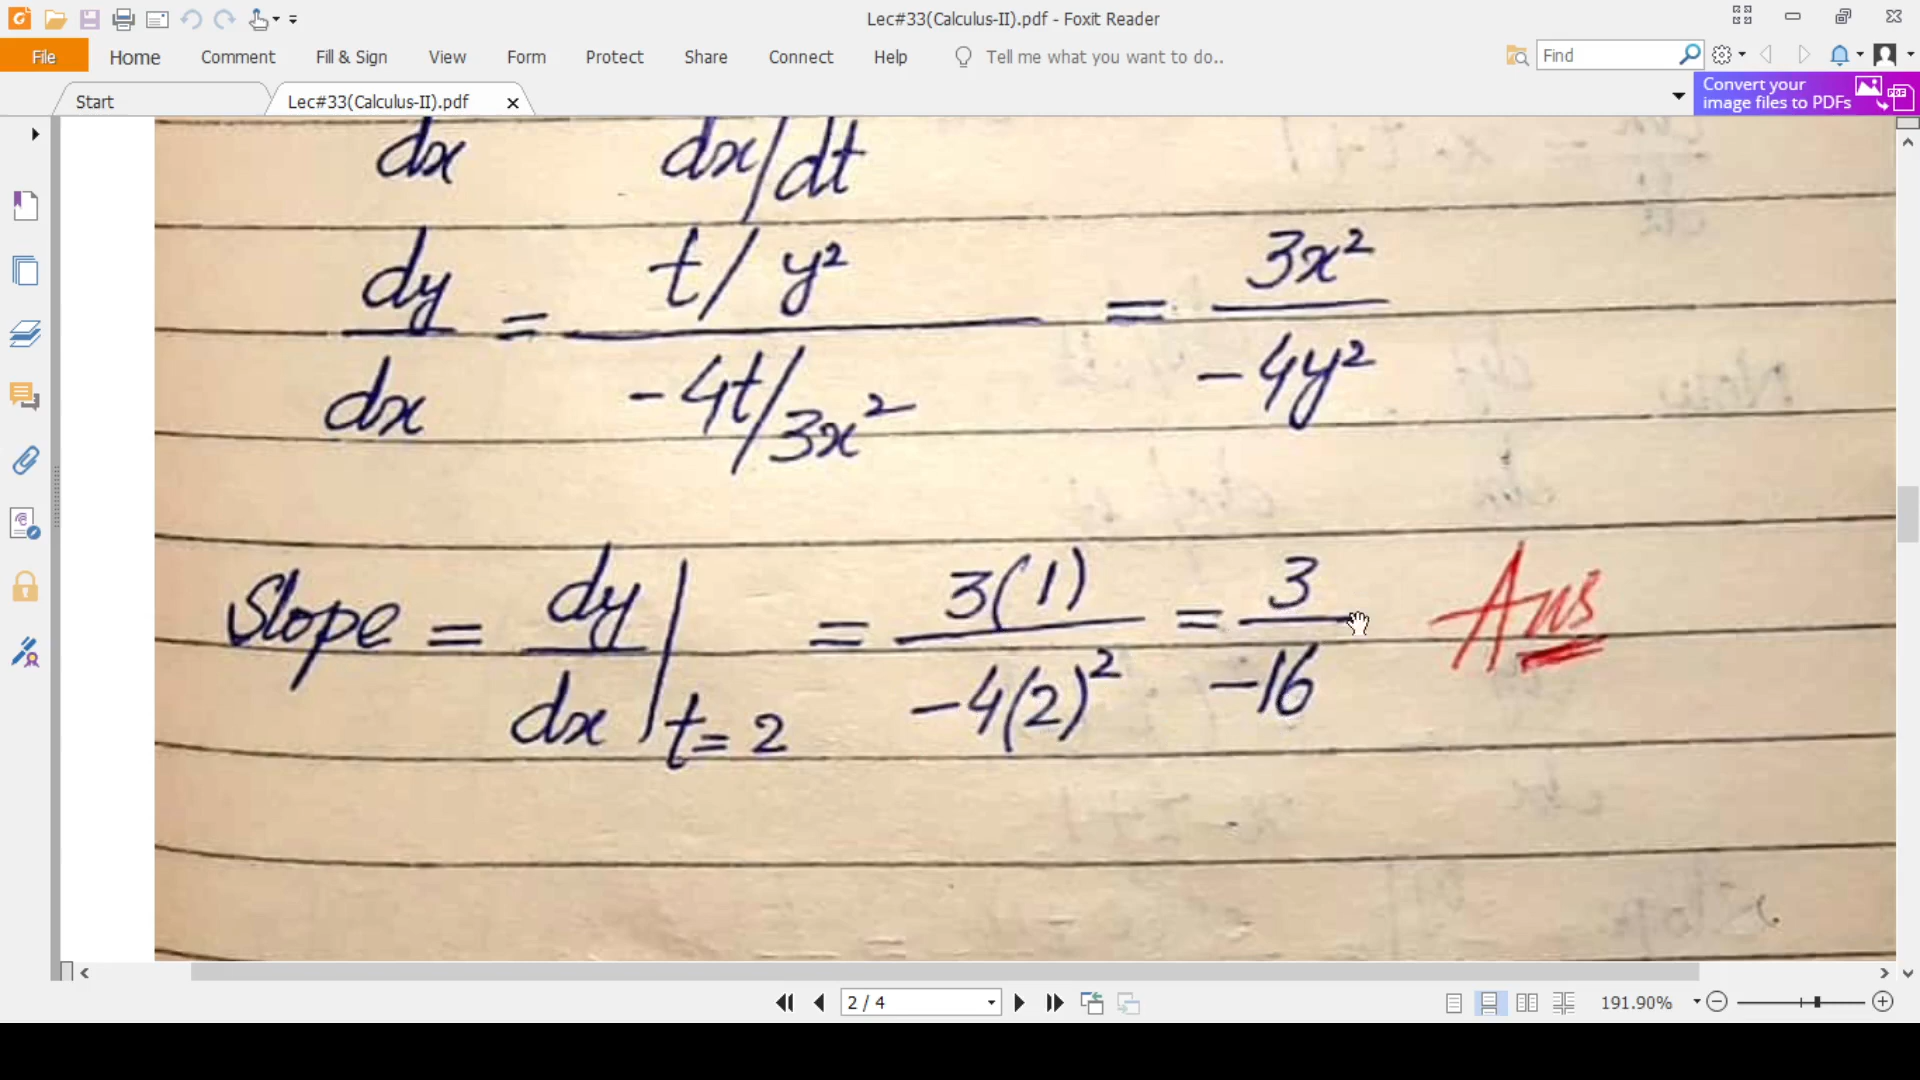 Lec#33(Calculus-II).pdf - Foxit Reader
File Home Comment Fill & Sign View Form Protect Share Connect Help Tell me what you want to do.. Find
Start Lec#33(Calculus-II).pdf
Convert your
image files to PDFs
dx dx/dt
dy/dx = (t/y²)/(-4t/3x²) = 3x²/-4y²
Slope = dy/dx|t=2 = 3(1)/-4(2)² = 3/-16 Ans
2 / 4 191.90%